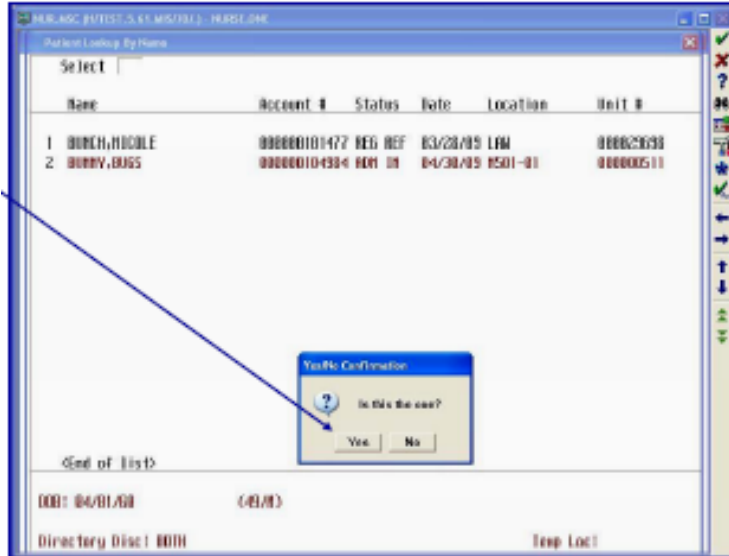 Patient Lookup By Name
Select
Name Account # Status Date Location Unit #
1 BUNCH,NICOLE 000000101477 REG REF 03/28/09 LAW 000029698
2 BUNNY,BUGS 000000104984 ADM IN 04/30/09 M501-01 000000511
Yes/No Confirmation
Is this the one?
Yes No
<End of list>
DOB: 04/01/60 (49/M)
Directory Disc! BOTH Temp Loc!